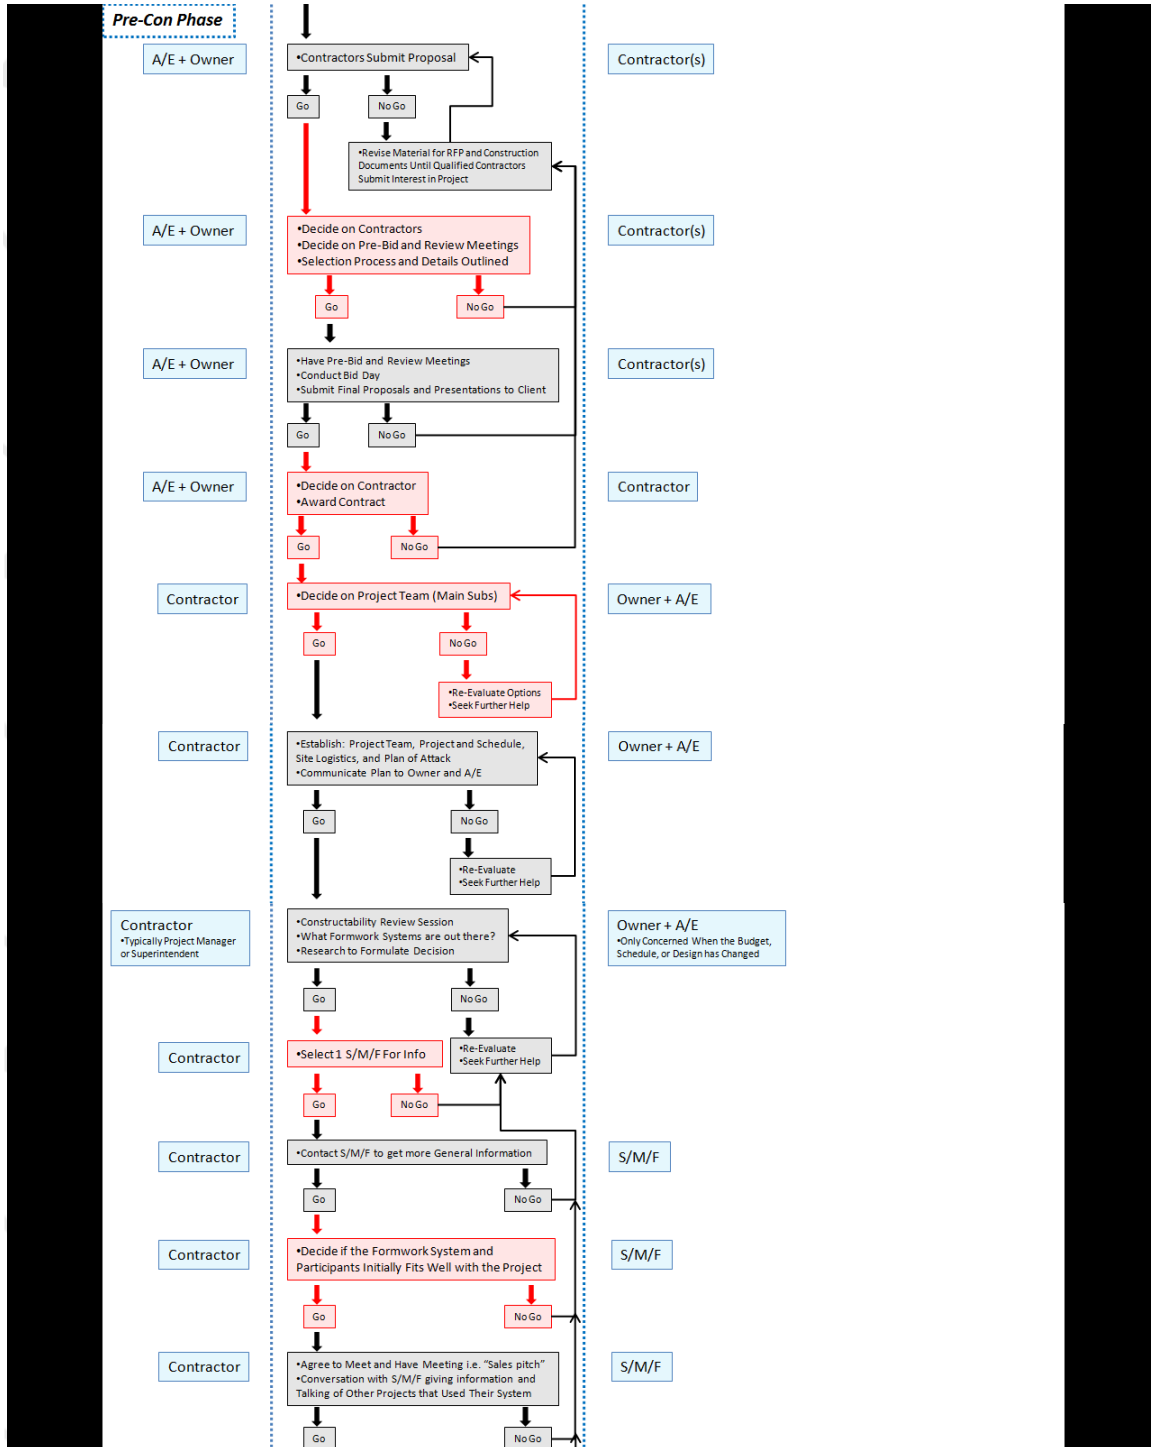 Pre-Con Phase
A/E + Owner
•Contractors Submit Proposal
Contractor(s)
Go
No Go
•Revise Material for RFP and Construction
Documents Until Qualified Contractors
Submit Interest in Project
A/E + Owner
•Decide on Contractors
•Decide on Pre-Bid and Review Meetings
•Selection Process and Details Outlined
Contractor(s)
Go
No Go
A/E + Owner
•Have Pre-Bid and Review Meetings
•Conduct Bid Day
•Submit Final Proposals and Presentations to Client
Contractor(s)
Go
No Go
A/E + Owner
•Decide on Contractor
•Award Contract
Contractor
Go
No Go
Contractor
•Decide on Project Team (Main Subs)
Owner + A/E
Go
No Go
•Re-Evaluate Options
•Seek Further Help
Contractor
•Establish: Project Team, Project and Schedule,
Site Logistics, and Plan of Attack
•Communicate Plan to Owner and A/E
Owner + A/E
Go
No Go
•Re-Evaluate
•Seek Further Help
Contractor
•Typically Project Manager
or Superintendent
•Constructability Review Session
•What Formwork Systems are out there?
•Research to Formulate Decision
Owner + A/E
•Only Concerned When the Budget,
Schedule, or Design has Changed
Go
No Go
Contractor
•Select 1 S/M/F For Info
•Re-Evaluate
•Seek Further Help
Go
No Go
Contractor
•Contact S/M/F to get more General Information
S/M/F
Go
No Go
Contractor
•Decide if the Formwork System and
Participants Initially Fits Well with the Project
S/M/F
Go
No Go
Contractor
•Agree to Meet and Have Meeting i.e. “Sales pitch”
•Conversation with S/M/F giving information and
Talking of Other Projects that Used Their System
S/M/F
Go
No Go